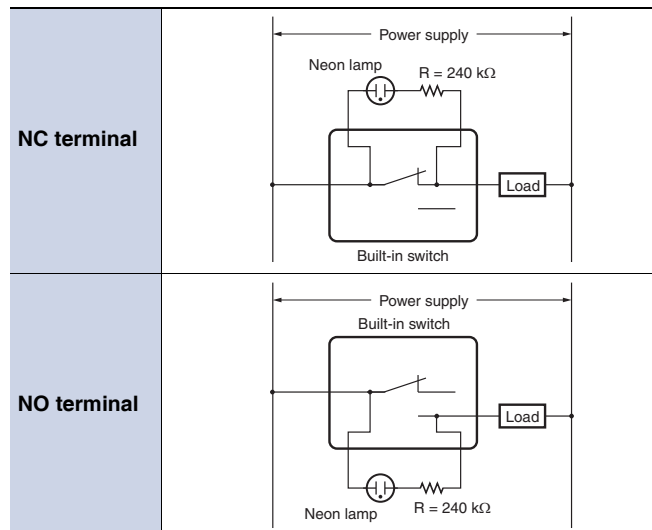 Power supply
Neon lamp
R = 240 kΩ
NC terminal
Load
Built-in switch
Power supply
Built-in switch
NO terminal
Load
Neon lamp
R = 240 kΩ